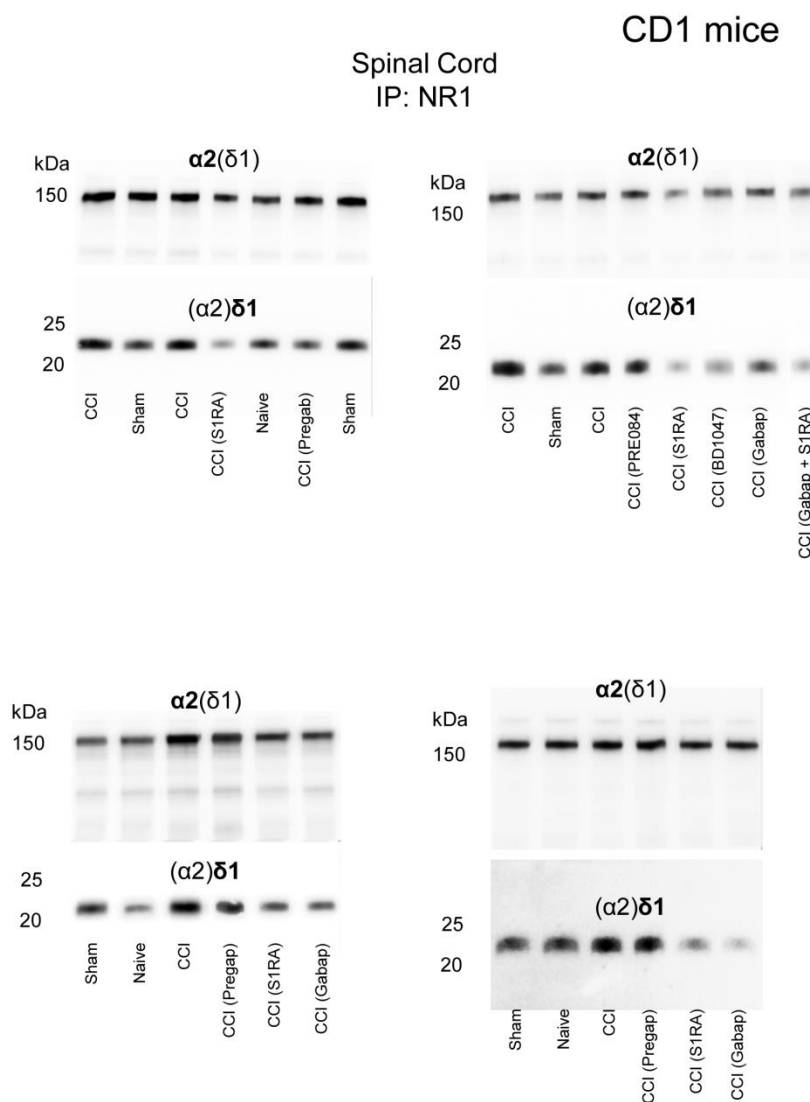 CD1 mice
Spinal Cord
IP: NR1
α2(δ1)
kDa
150
(α2)δ1
25
20
CCI
Sham
CCI
CCI (S1RA)
Naive
CCI (Pregab)
Sham
α2(δ1)
kDa
150
(α2)δ1
25
20
CCI
Sham
CCI
CCI (PRE084)
CCI (S1RA)
CCI (BD1047)
CCI (Gabap)
CCI (Gabap + S1RA)
α2(δ1)
kDa
150
(α2)δ1
25
20
Sham
Naive
CCI
CCI (Pregap)
CCI (S1RA)
CCI (Gabap)
α2(δ1)
kDa
150
(α2)δ1
25
20
Sham
Naive
CCI
CCI (Pregap)
CCI (S1RA)
CCI (Gabap)